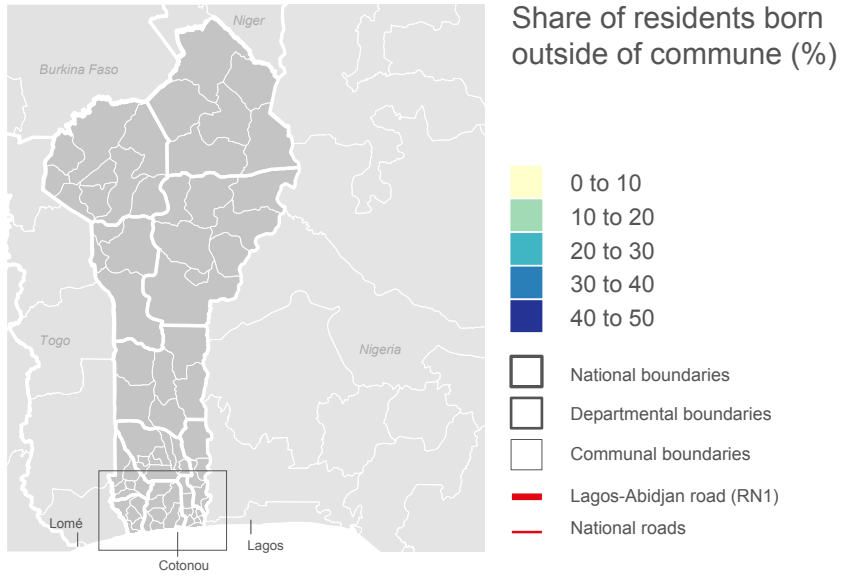 Niger
Burkina Faso
Togo
Nigeria
Lomé
Lagos
Cotonou
Share of residents born
outside of commune (%)
0 to 10
10 to 20
20 to 30
30 to 40
40 to 50
National boundaries
Departmental boundaries
Communal boundaries
Lagos-Abidjan road (RN1)
National roads